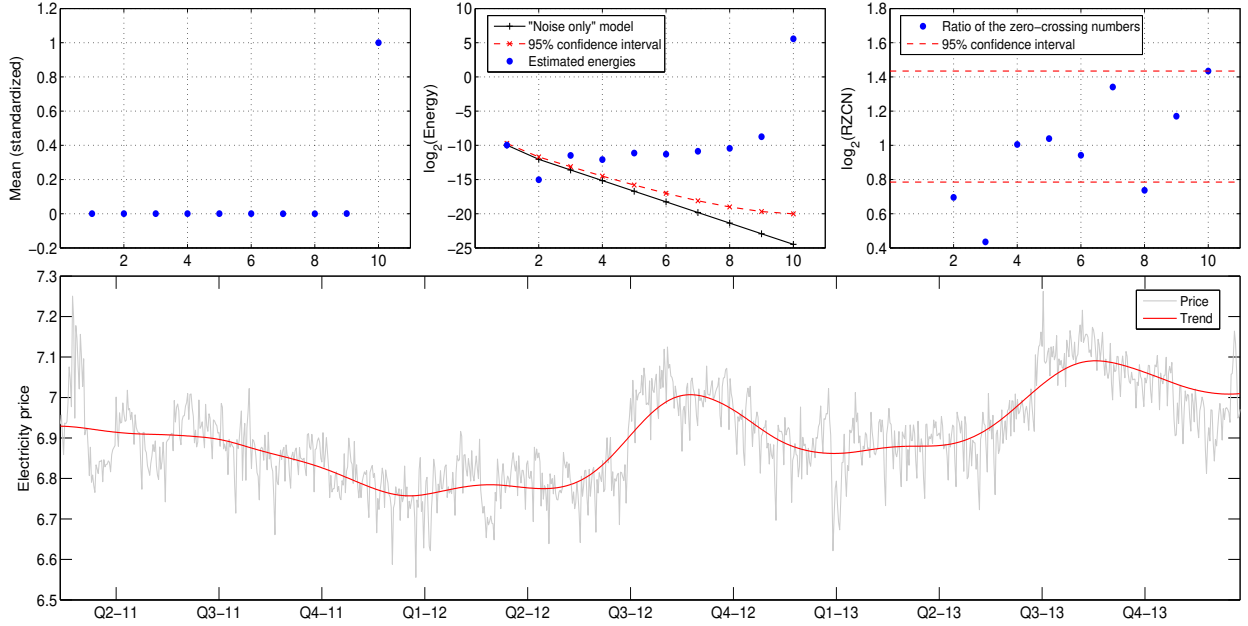 1.2
1
0.8
0.6
0.4
0.2
0
−0.2
Mean (standardized)
2 4 6 8 10
10
5
0
−5
−10
−15
−20
−25
log2(Energy)
"Noise only" model
95% confidence interval
Estimated energies
2 4 6 8 10
1.8
1.6
1.4
1.2
1
0.8
0.6
0.4
log2(RZCN)
Ratio of the zero−crossing numbers
95% confidence interval
2 4 6 8 10
7.3
7.2
7.1
7
6.9
6.8
6.7
6.6
6.5
Electricity price
Price
Trend
Q2−11 Q3−11 Q4−11 Q1−12 Q2−12 Q3−12 Q4−12 Q1−13 Q2−13 Q3−13 Q4−13